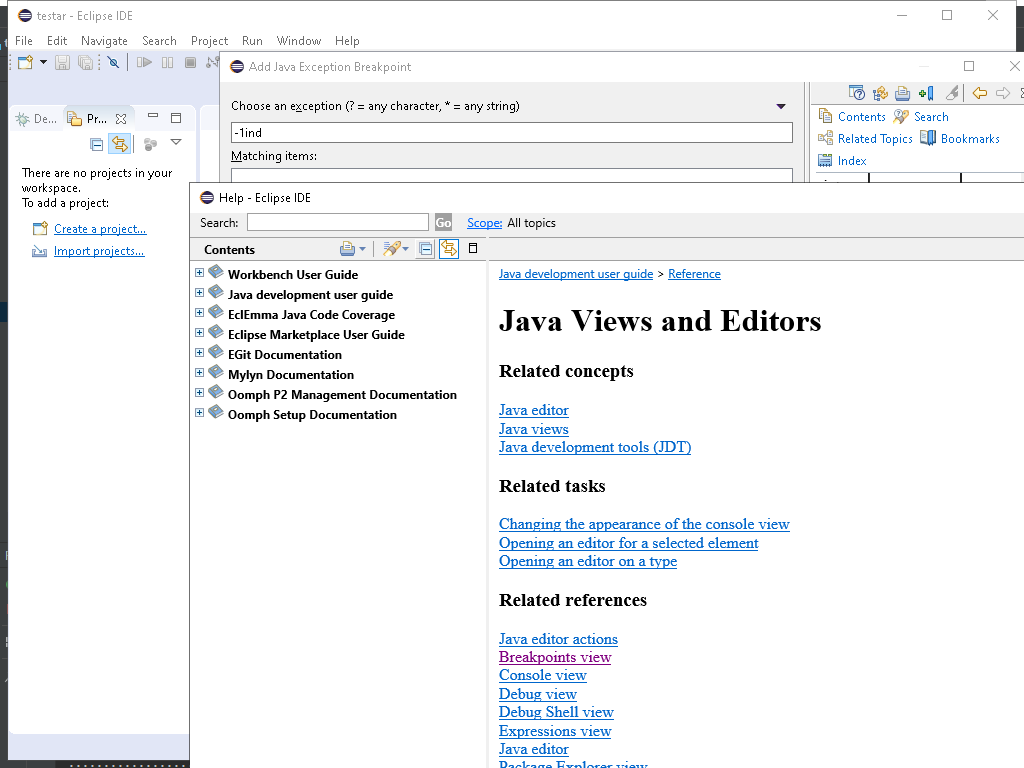 testar - Eclipse IDE
File Edit Navigate Search Project Run Window Help
Add Java Exception Breakpoint
De... Pr...
Choose an exception (? = any character, * = any string)
-1ind
Matching items:
Contents Search
Related Topics Bookmarks
Index
There are no projects in your
workspace.
To add a project:
Create a project...
Import projects...
Help - Eclipse IDE
Search: Go Scope: All topics
Contents
Workbench User Guide
Java development user guide
EclEmma Java Code Coverage
Eclipse Marketplace User Guide
EGit Documentation
Mylyn Documentation
Oomph P2 Management Documentation
Oomph Setup Documentation
Java development user guide > Reference
Java Views and Editors
Related concepts
Java editor
Java views
Java development tools (JDT)
Related tasks
Changing the appearance of the console view
Opening an editor for a selected element
Opening an editor on a type
Related references
Java editor actions
Breakpoints view
Console view
Debug view
Debug Shell view
Expressions view
Java editor
Package Explorer view